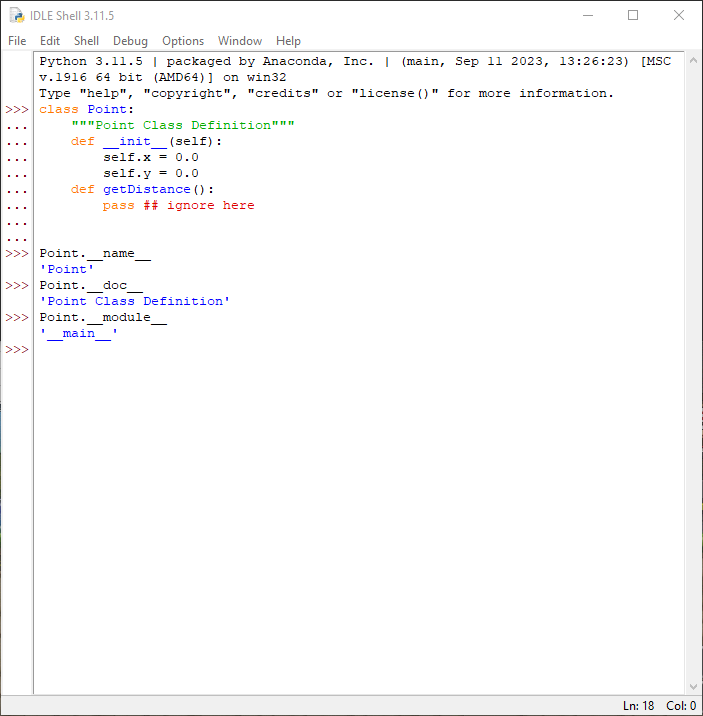 IDLE Shell 3.11.5
File Edit Shell Debug Options Window Help
Python 3.11.5 | packaged by Anaconda, Inc. | (main, Sep 11 2023, 13:26:23) [MSC
v.1916 64 bit (AMD64)] on win32
Type "help", "copyright", "credits" or "license()" for more information.
>>> class Point:
...     """Point Class Definition"""
...     def __init__(self):
...         self.x = 0.0
...         self.y = 0.0
...     def getDistance():
...         pass ## ignore here
...
...
>>> Point.__name__
'Point'
>>> Point.__doc__
'Point Class Definition'
>>> Point.__module__
'__main__'
>>>
Ln: 18 Col: 0